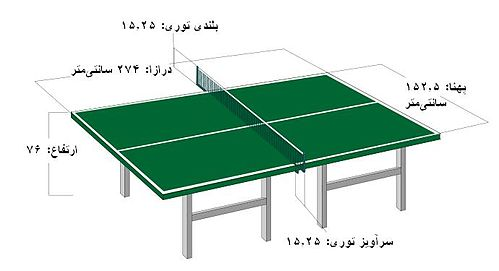 بلندی توری: ۱۵.۲۵
درازا: ۲۷۴ سانتی‌متر
پهنا: ۱۵۲.۵
سانتی‌متر
ارتفاع: ۷۶
سرآویز توری: ۱۵.۲۵